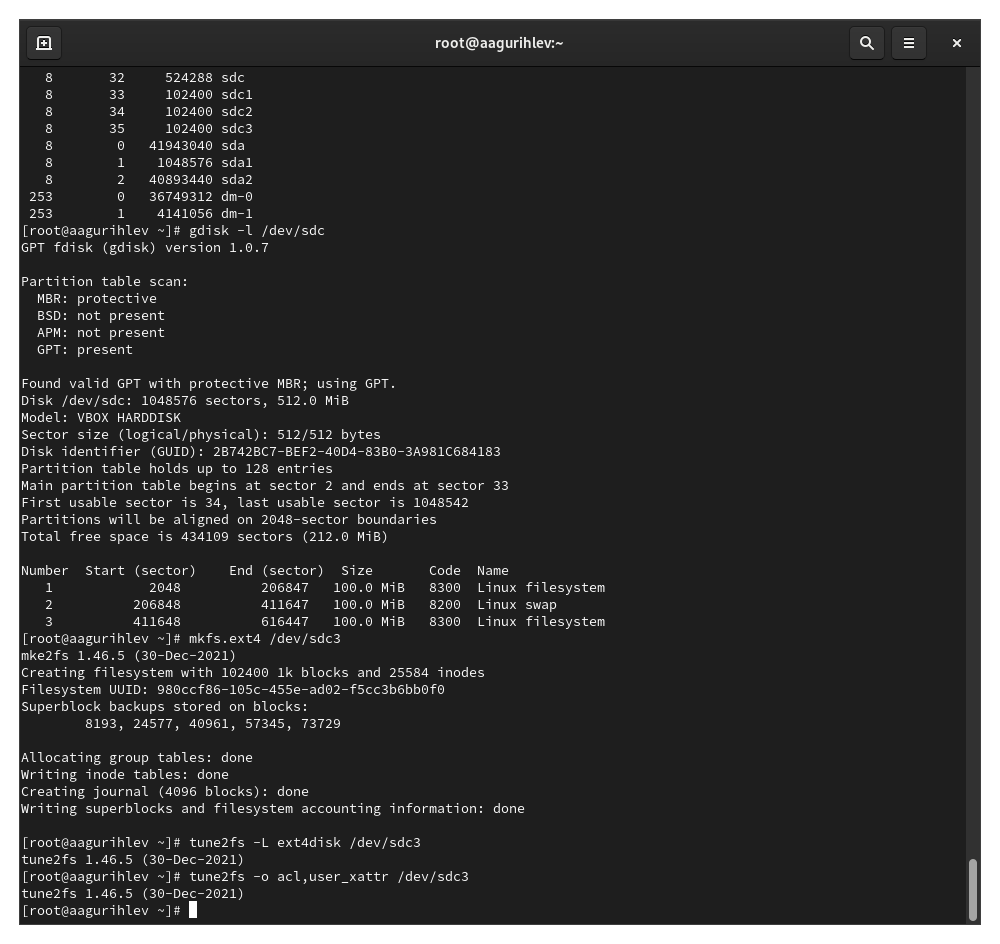 root@aagurihlev:~
   8       32     524288 sdc
   8       33     102400 sdc1
   8       34     102400 sdc2
   8       35     102400 sdc3
   8        0   41943040 sda
   8        1    1048576 sda1
   8        2   40893440 sda2
 253        0   36749312 dm-0
 253        1    4141056 dm-1
[root@aagurihlev ~]# gdisk -l /dev/sdc
GPT fdisk (gdisk) version 1.0.7

Partition table scan:
  MBR: protective
  BSD: not present
  APM: not present
  GPT: present

Found valid GPT with protective MBR; using GPT.
Disk /dev/sdc: 1048576 sectors, 512.0 MiB
Model: VBOX HARDDISK
Sector size (logical/physical): 512/512 bytes
Disk identifier (GUID): 2B742BC7-BEF2-40D4-83B0-3A981C684183
Partition table holds up to 128 entries
Main partition table begins at sector 2 and ends at sector 33
First usable sector is 34, last usable sector is 1048542
Partitions will be aligned on 2048-sector boundaries
Total free space is 434109 sectors (212.0 MiB)

Number  Start (sector)    End (sector)  Size       Code  Name
   1            2048          206847   100.0 MiB   8300  Linux filesystem
   2          206848          411647   100.0 MiB   8200  Linux swap
   3          411648          616447   100.0 MiB   8300  Linux filesystem
[root@aagurihlev ~]# mkfs.ext4 /dev/sdc3
mke2fs 1.46.5 (30-Dec-2021)
Creating filesystem with 102400 1k blocks and 25584 inodes
Filesystem UUID: 980ccf86-105c-455e-ad02-f5cc3b6bb0f0
Superblock backups stored on blocks:
        8193, 24577, 40961, 57345, 73729

Allocating group tables: done
Writing inode tables: done
Creating journal (4096 blocks): done
Writing superblocks and filesystem accounting information: done

[root@aagurihlev ~]# tune2fs -L ext4disk /dev/sdc3
tune2fs 1.46.5 (30-Dec-2021)
[root@aagurihlev ~]# tune2fs -o acl,user_xattr /dev/sdc3
tune2fs 1.46.5 (30-Dec-2021)
[root@aagurihlev ~]#